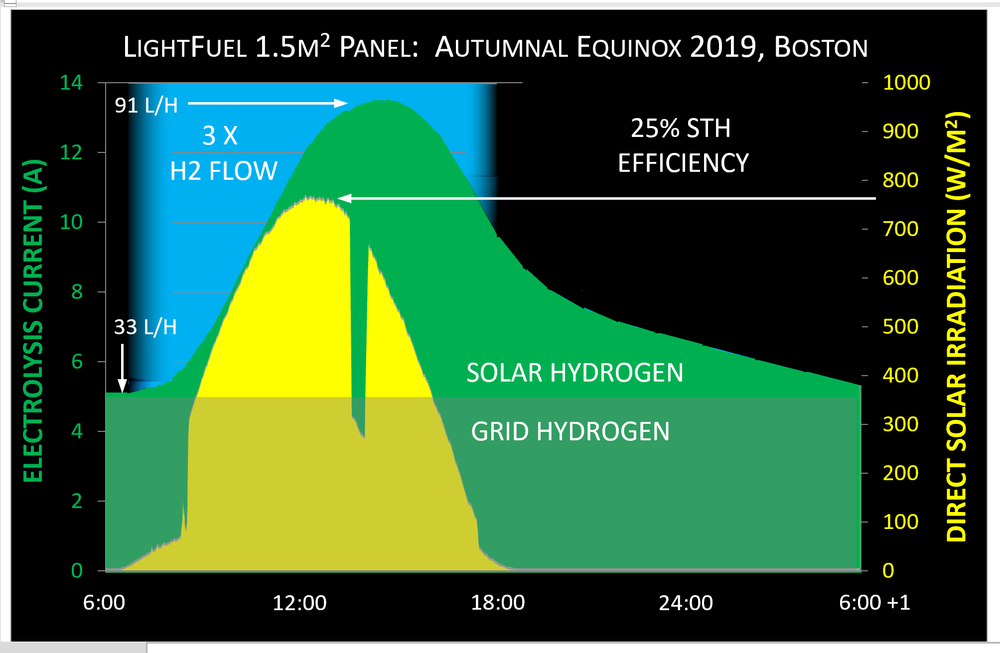 LIGHTFUEL 1.5M² PANEL: AUTUMNAL EQUINOX 2019, BOSTON
ELECTROLYSIS CURRENT (A)
14
12
10
8
6
4
2
0
91 L/H
3 X
H2 FLOW
33 L/H
25% STH
EFFICIENCY
SOLAR HYDROGEN
GRID HYDROGEN
1000
900
800
700
600
500
400
300
200
100
0
DIRECT SOLAR IRRADIATION (W/M²)
6:00 12:00 18:00 24:00 6:00 +1